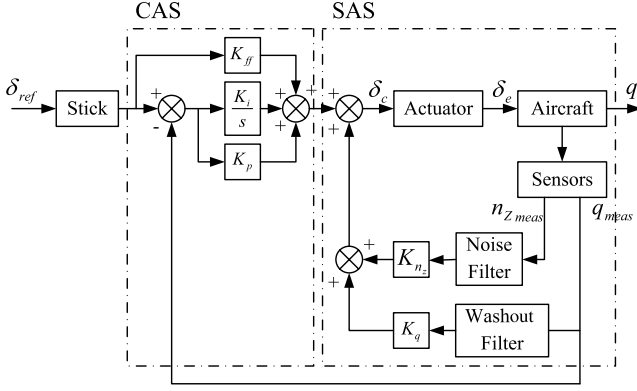 CAS
SAS
δref
Stick
+
-
Kff
Ki
s
Kp
+
+
+
+
+
+
δc
Actuator
δe
Aircraft
q
Sensors
nZ meas
qmeas
Noise
Filter
Knz
+
+
Washout
Filter
Kq